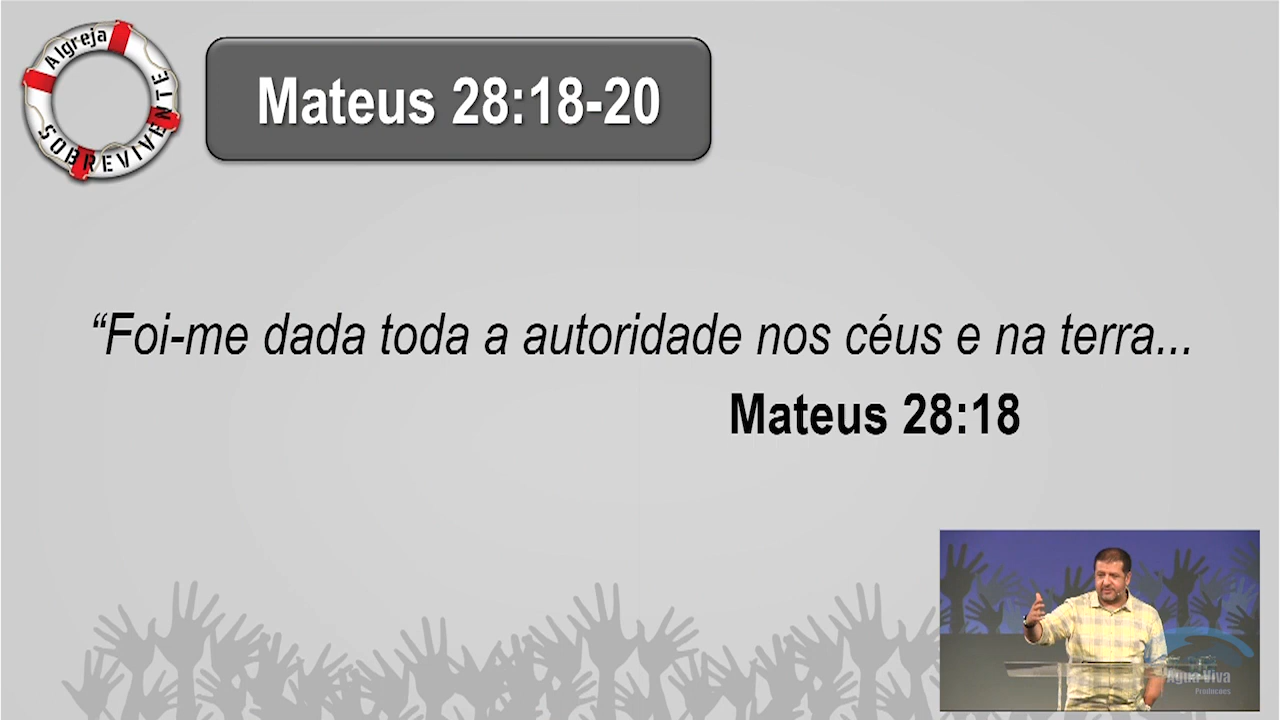 A Igreja
SOBREVIVENTE
Mateus 28:18-20
“Foi-me dada toda a autoridade nos céus e na terra...
Mateus 28:18
Água Viva
Produções